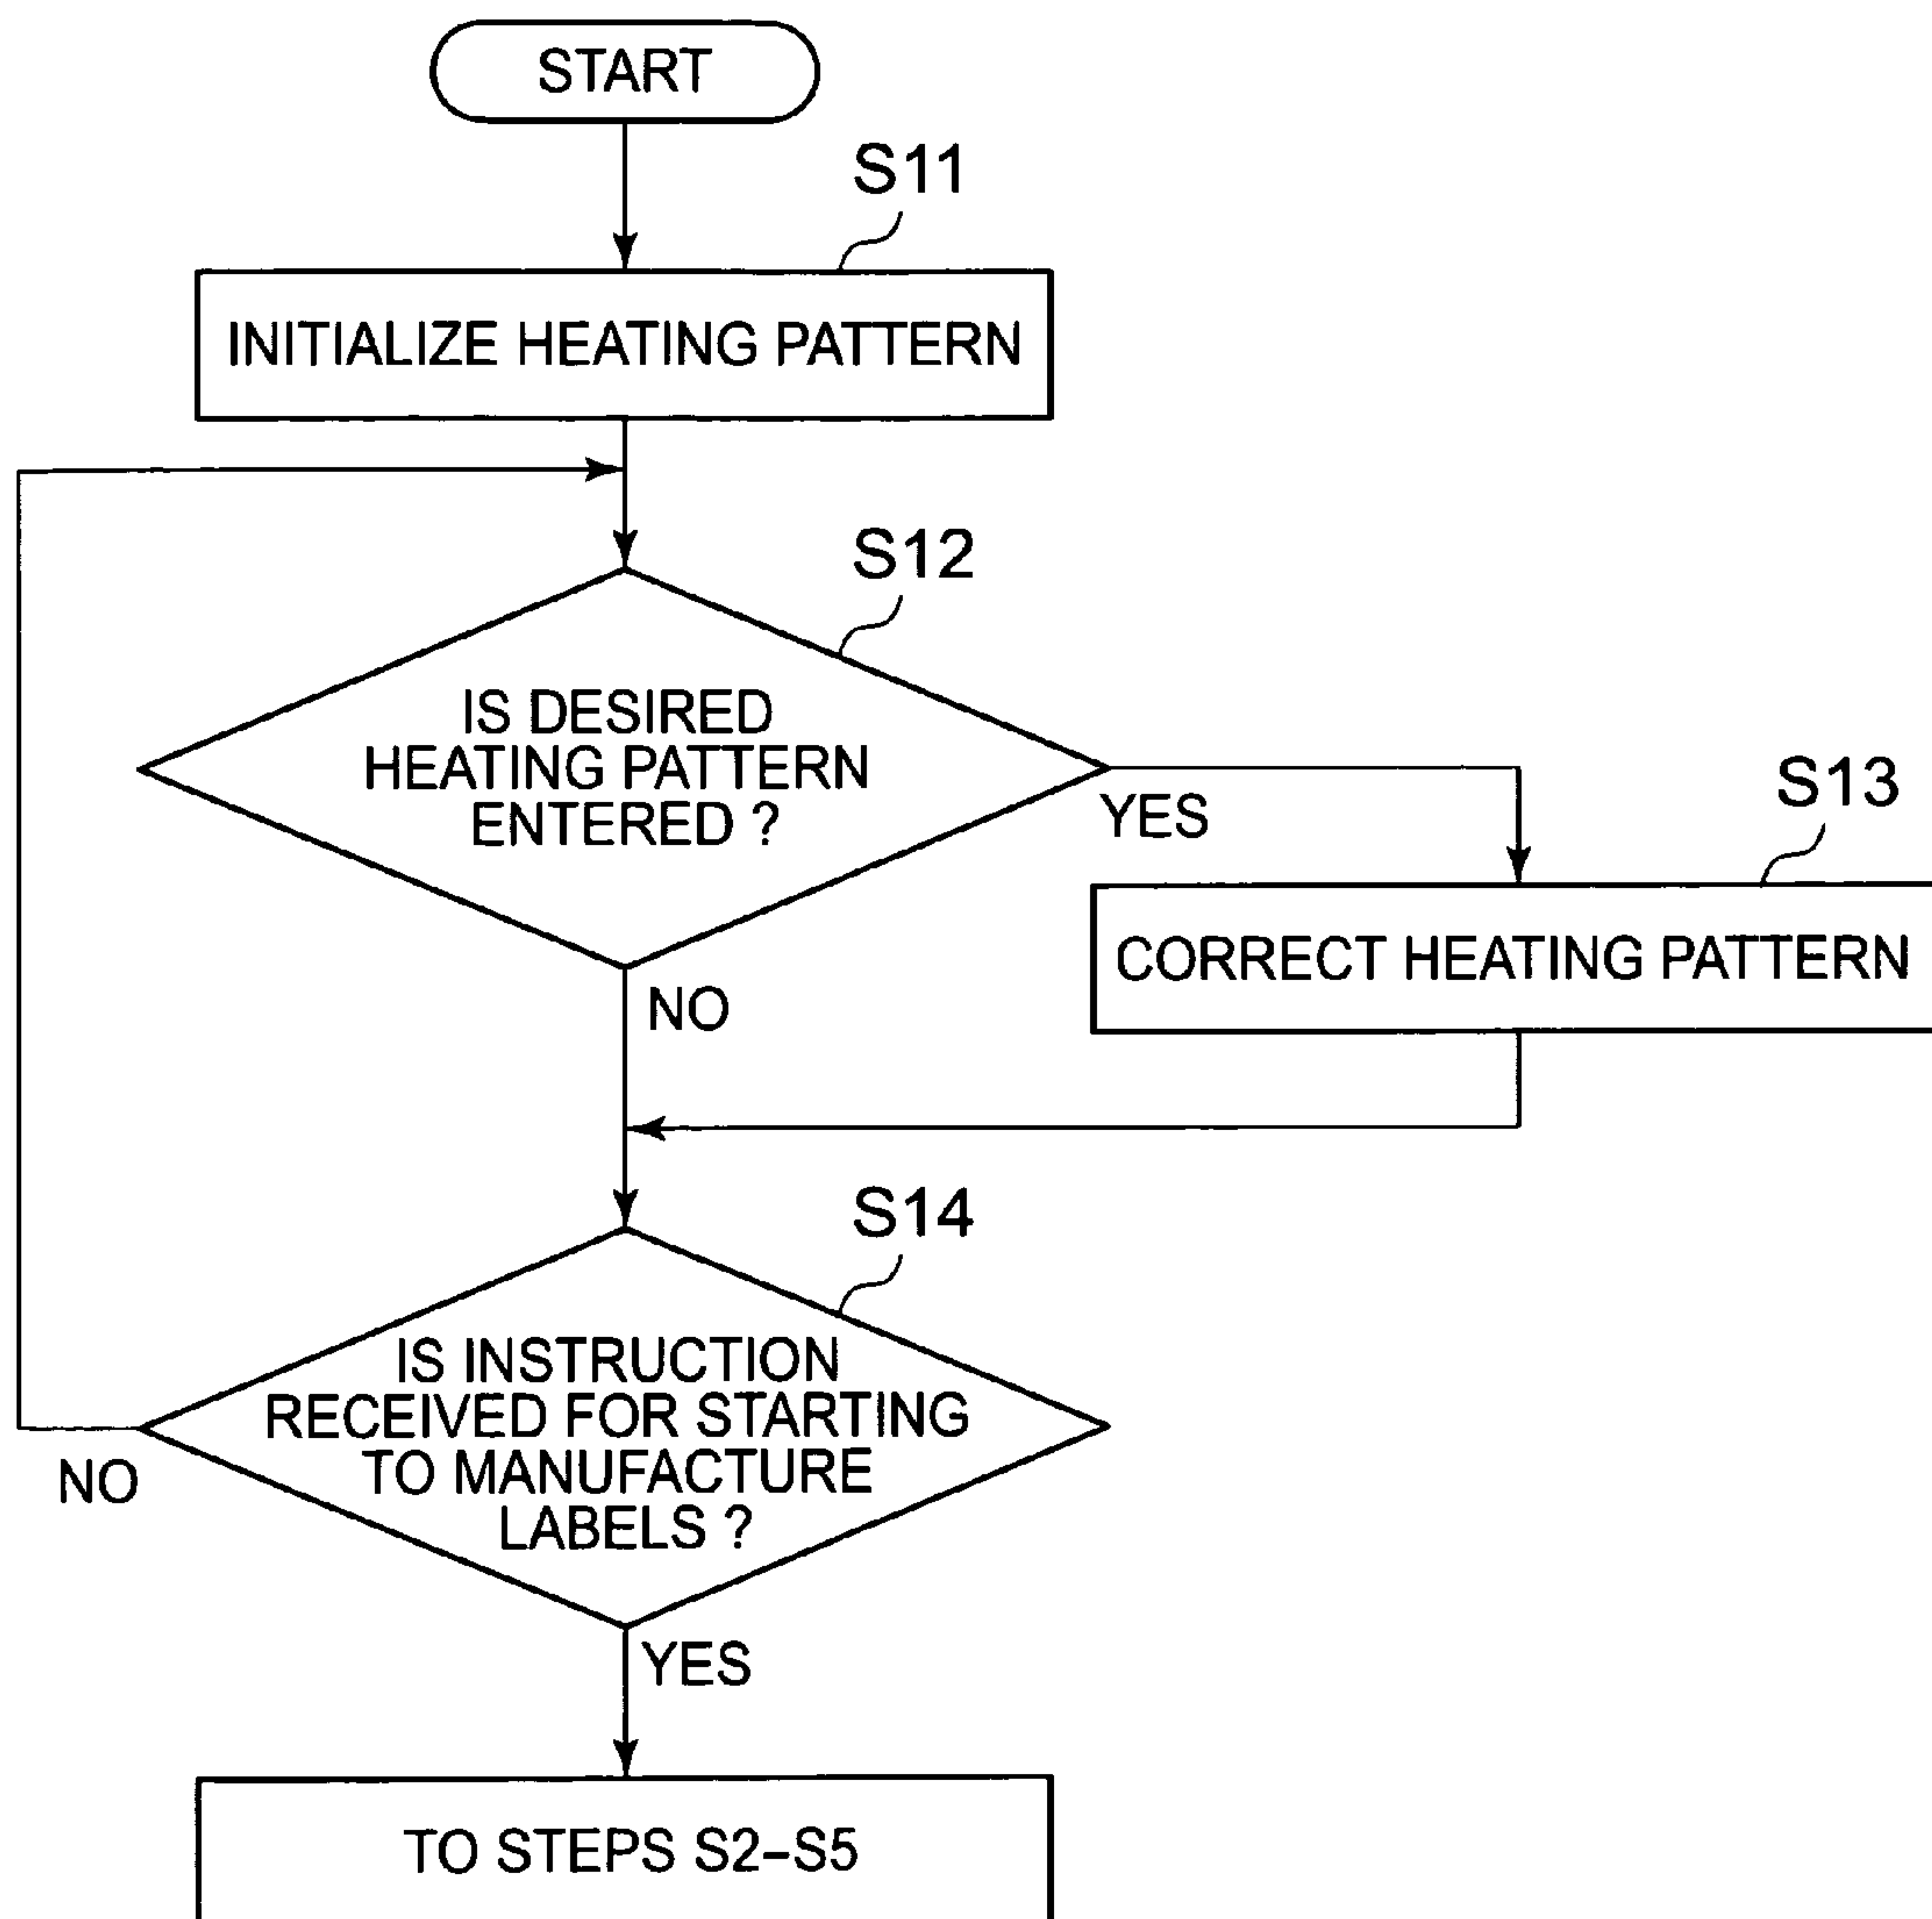 START
S11
INITIALIZE HEATING PATTERN
S12
IS DESIRED
HEATING PATTERN
ENTERED ?
YES
S13
CORRECT HEATING PATTERN
NO
S14
IS INSTRUCTION
RECEIVED FOR STARTING
TO MANUFACTURE
LABELS ?
NO
YES
TO STEPS S2–S5